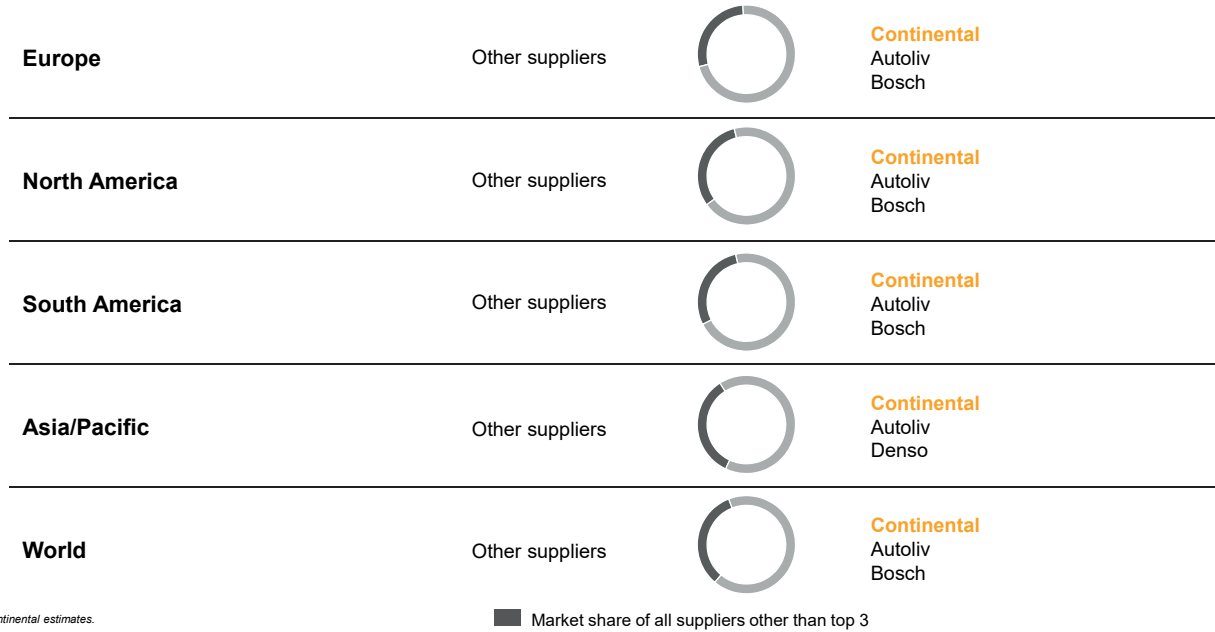 Europe
Other suppliers
Continental
Autoliv
Bosch
North America
Other suppliers
Continental
Autoliv
Bosch
South America
Other suppliers
Continental
Autoliv
Bosch
Asia/Pacific
Other suppliers
Continental
Autoliv
Denso
World
Other suppliers
Continental
Autoliv
Bosch
estimates.
Market share of all suppliers other than top 3